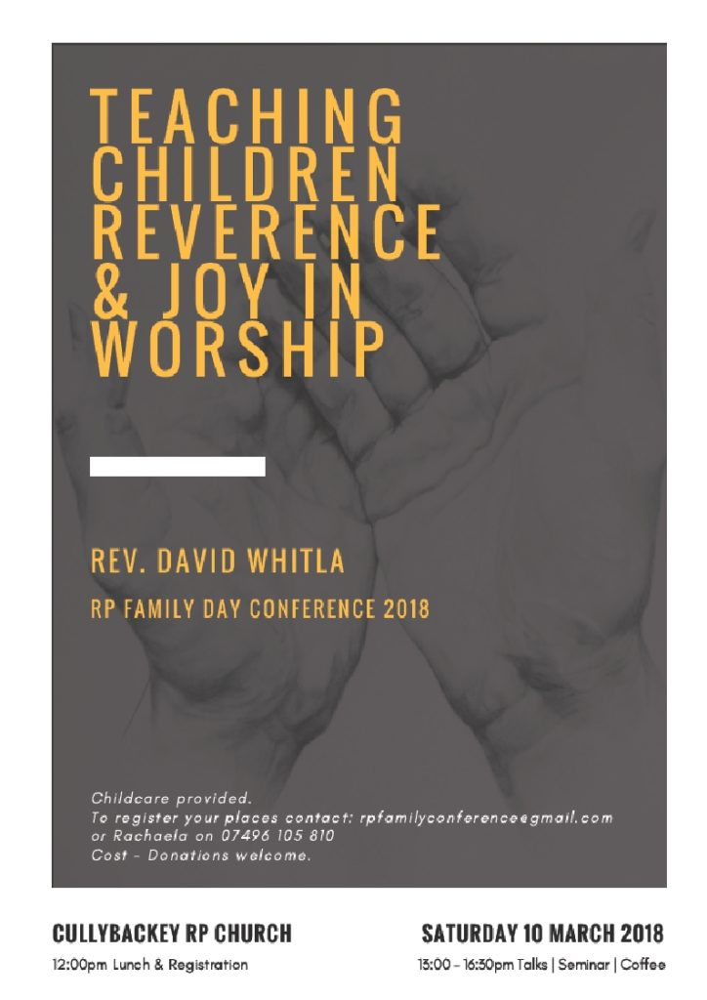 TEACHING
CHILDREN
REVERENCE
& JOY IN
WORSHIP
REV. DAVID WHITLA
RP FAMILY DAY CONFERENCE 2018
Childcare provided.
To register your places contact: rpfamilyconference@gmail.com
or Rachaela on 07496 105 810
Cost - Donations welcome.
CULLYBACKEY RP CHURCH
12:00pm Lunch & Registration
SATURDAY 10 MARCH 2018
13:00 - 16:30pm Talks | Seminar | Coffee